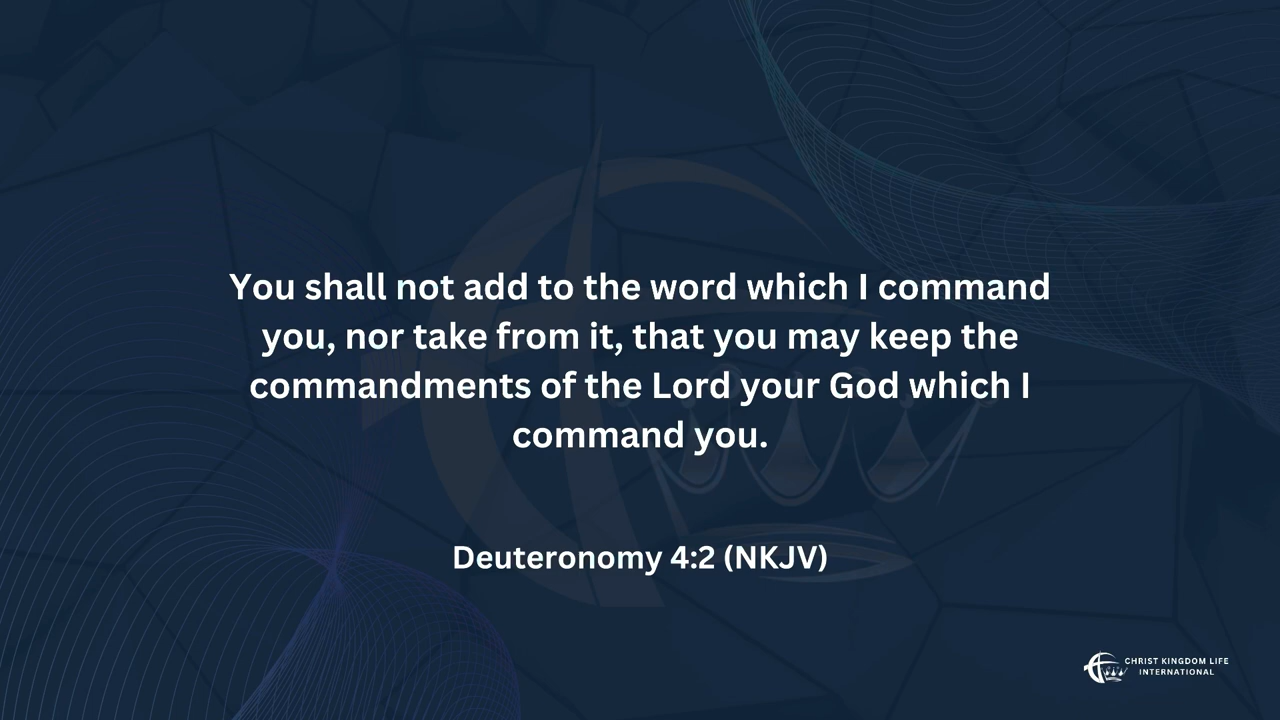 You shall not add to the word which I command
you, nor take from it, that you may keep the
commandments of the Lord your God which I
command you.
Deuteronomy 4:2 (NKJV)
CHRIST KINGDOM LIFE
INTERNATIONAL